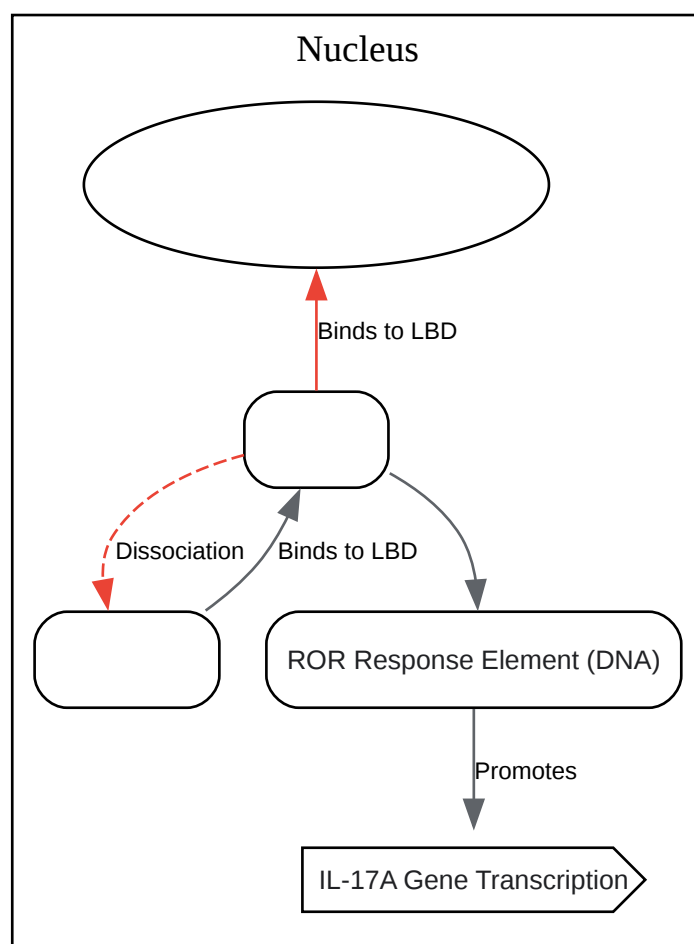 Nucleus
Binds to LBD
Dissociation
Binds to LBD
ROR Response Element (DNA)
Promotes
IL-17A Gene Transcription